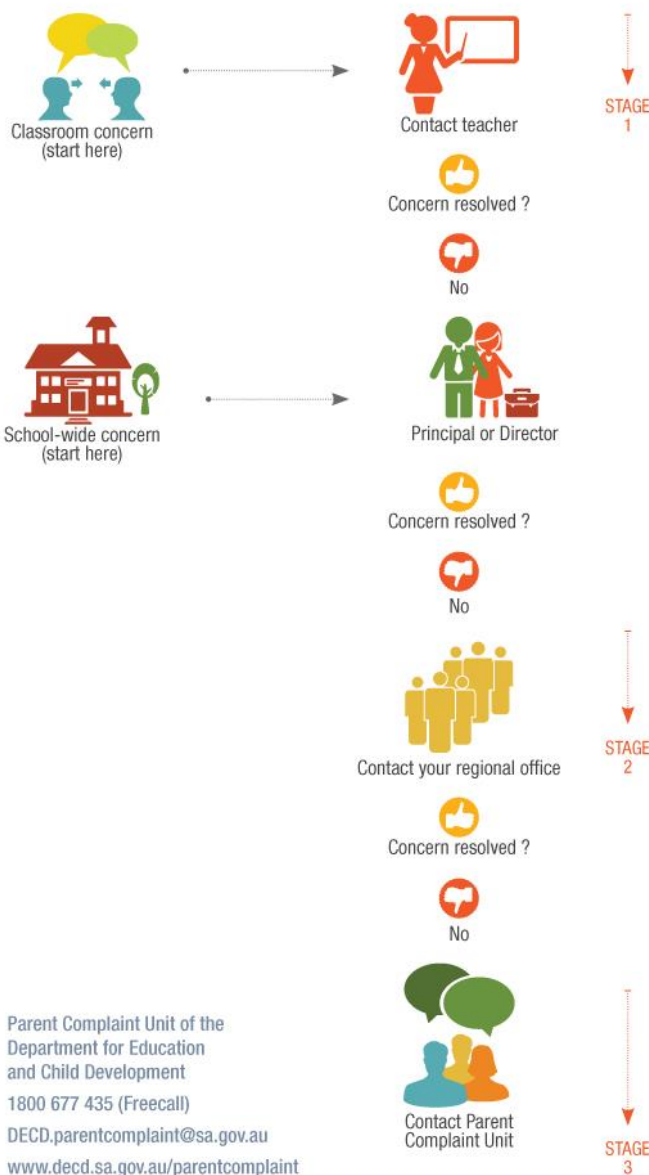 Classroom concern
(start here)
Contact teacher
STAGE
1
Concern resolved ?
No
School-wide concern
(start here)
Principal or Director
Concern resolved ?
No
Contact your regional office
STAGE
2
Concern resolved ?
No
Contact Parent
Complaint Unit
STAGE
3
Parent Complaint Unit of the
Department for Education
and Child Development
1800 677 435 (Freecall)
DECD.parentcomplaint@sa.gov.au
www.decd.sa.gov.au/parentcomplaint